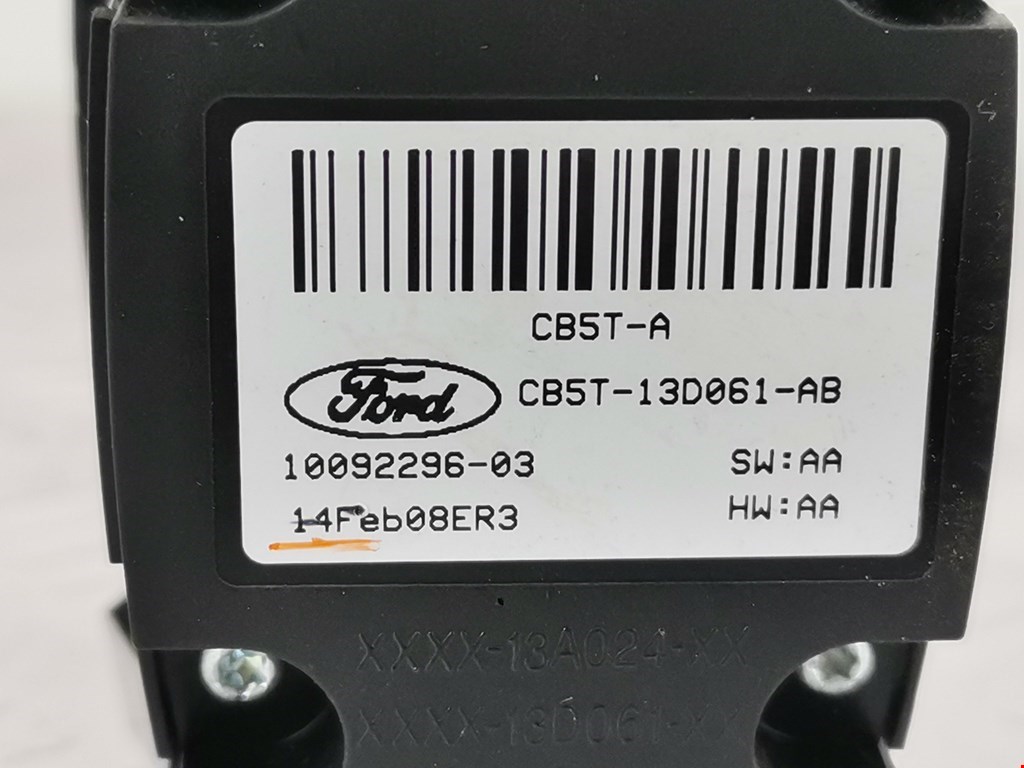 CB5T-A
Ford
CB5T-13D061-AB
10092296-03
SW:AA
14Feb08ER3
HW:AA
XXXX-13A024-XX
XXXX-13D061-XX